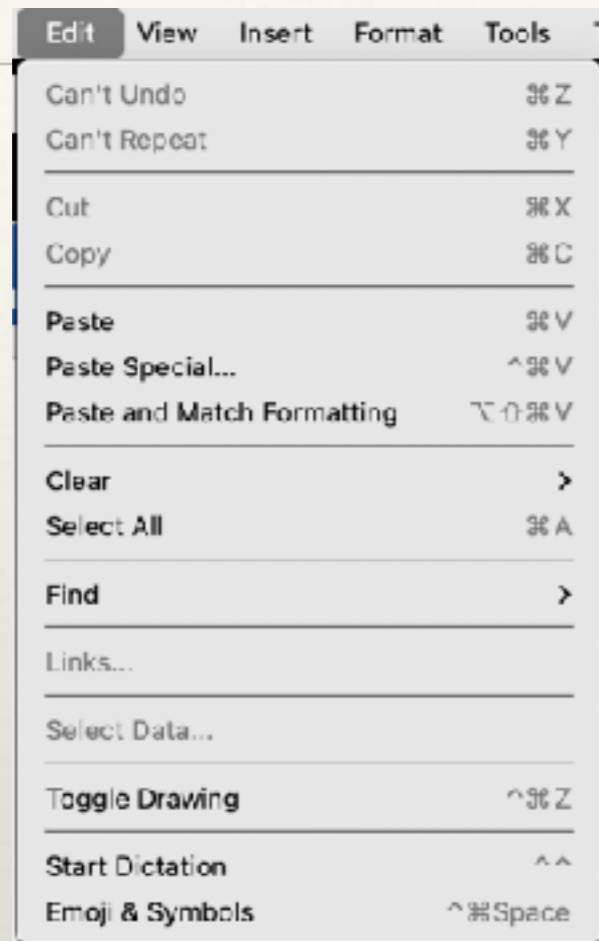 Edit View Insert Format Tools
Can't Undo ⌘Z
Can't Repeat ⌘Y
Cut ⌘X
Copy ⌘C
Paste ⌘V
Paste Special... ^⌘V
Paste and Match Formatting ⌥⇧⌘V
Clear >
Select All ⌘A
Find >
Links...
Select Data...
Toggle Drawing ^⌘Z
Start Dictation ^^
Emoji & Symbols ^⌘Space